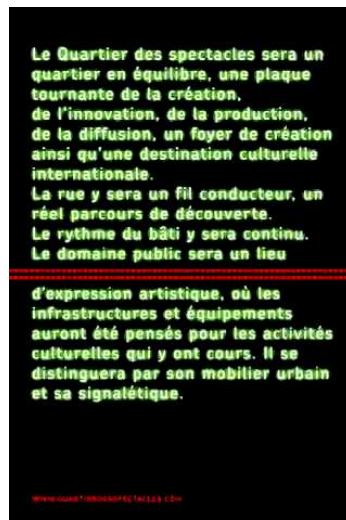 Le Quartier des spectacles sera un
quartier en équilibre, une plaque
tournante de la création,
de l'innovation, de la production,
de la diffusion, un foyer de création
ainsi qu'une destination culturelle
internationale.
La rue y sera un fil conducteur, un
réel parcours de découverte.
Le rythme du bâti y sera continu.
Le domaine public sera un lieu
d'expression artistique, où les
infrastructures et équipements
auront été pensés pour les activités
culturelles qui y ont cours. Il se
distinguera par son mobilier urbain
et sa signalétique.